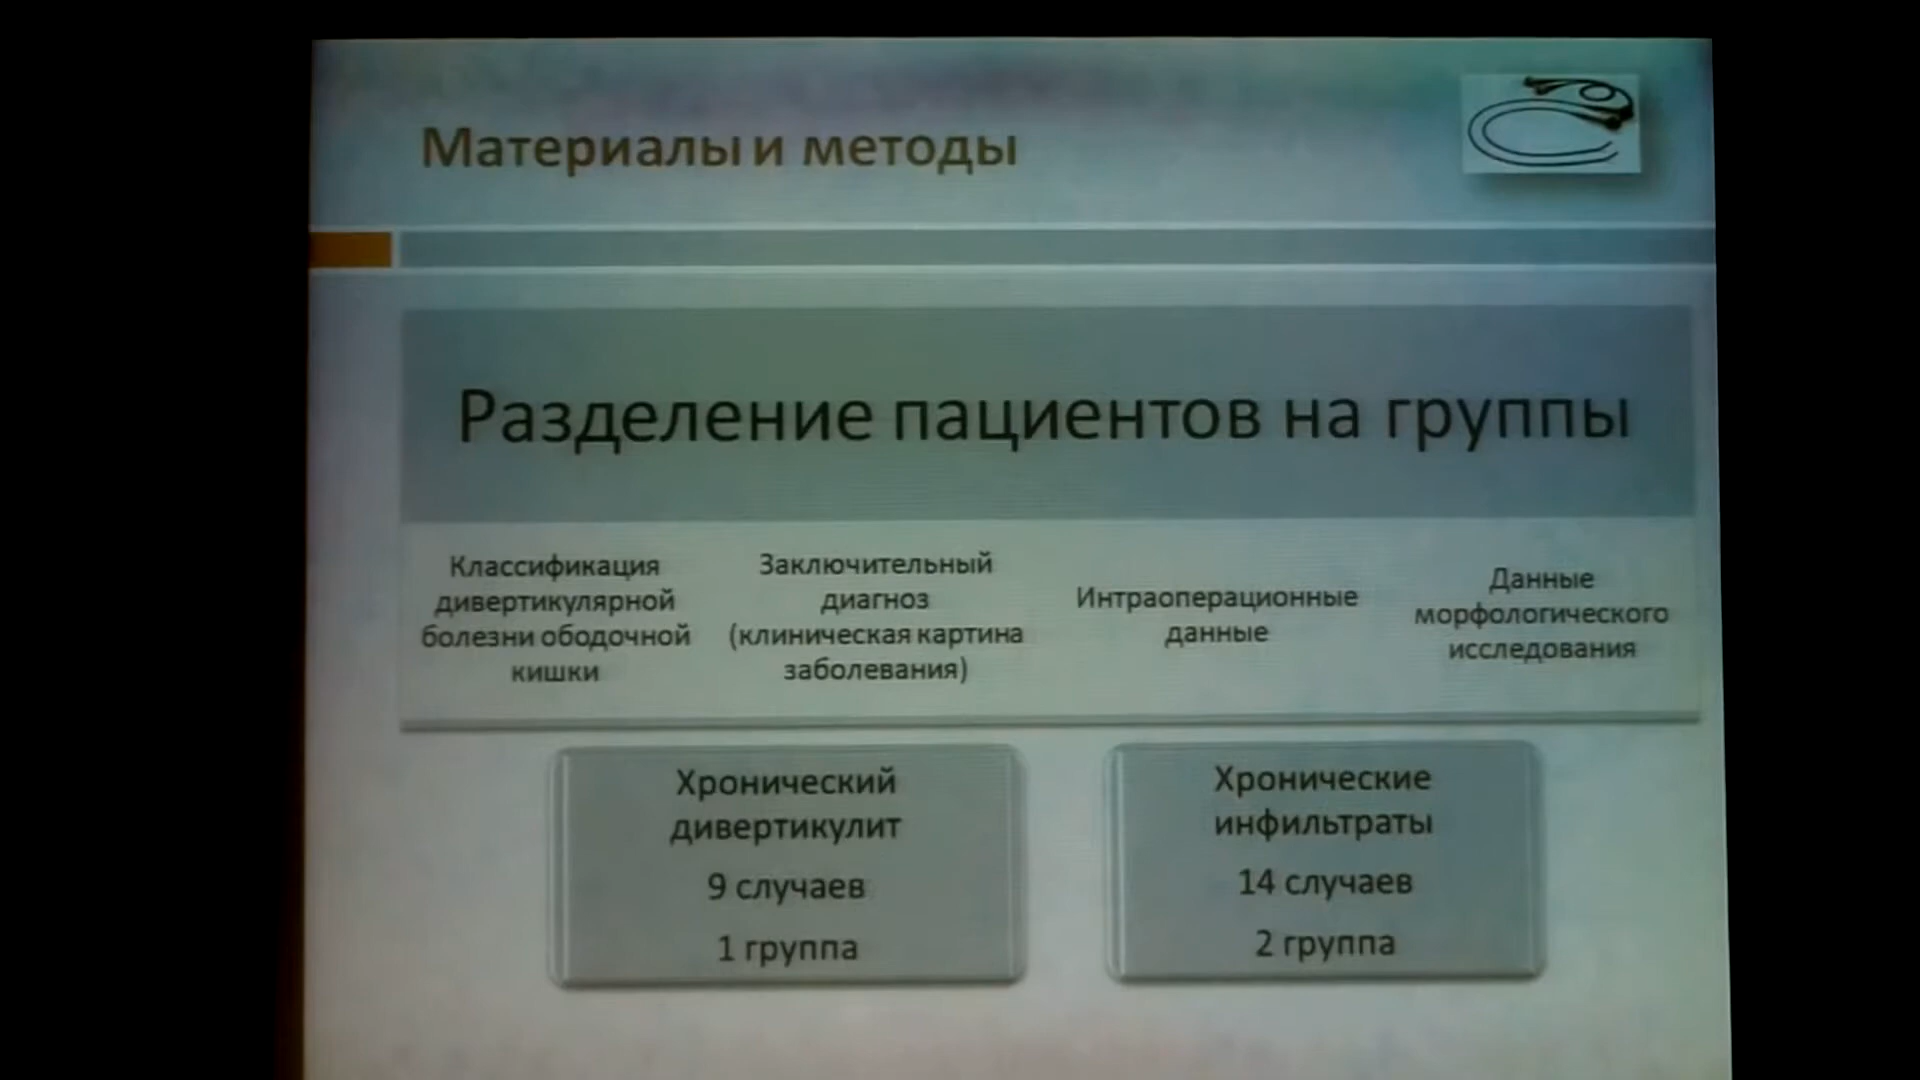 Материалы и методы
Разделение пациентов на группы
Классификация
дивертикулярной
болезни ободочной
кишки
Заключительный
диагноз
(клиническая картина
заболевания)
Интраоперационные
данные
Данные
морфологического
исследования
Хронический
дивертикулит
9 случаев
1 группа
Хронические
инфильтраты
14 случаев
2 группа